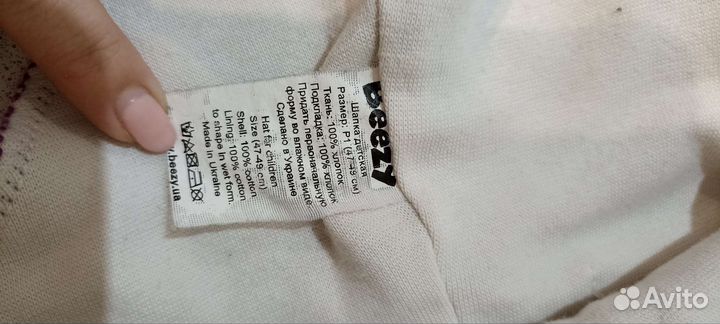 Beezy
Шапка детская
Размер: Р1 (47-49 см)
Ткань: 100% хлопок
Подкладка: 100% хлопок
Придать первоначальную
форму во влажном виде
Сделано в Украине
Hat for children
Size (47-49 cm)
Shell: 100% cotton
Lining: 100% cotton
to shape in wet form.
Made in Ukraine
.beezy.ua
Avito